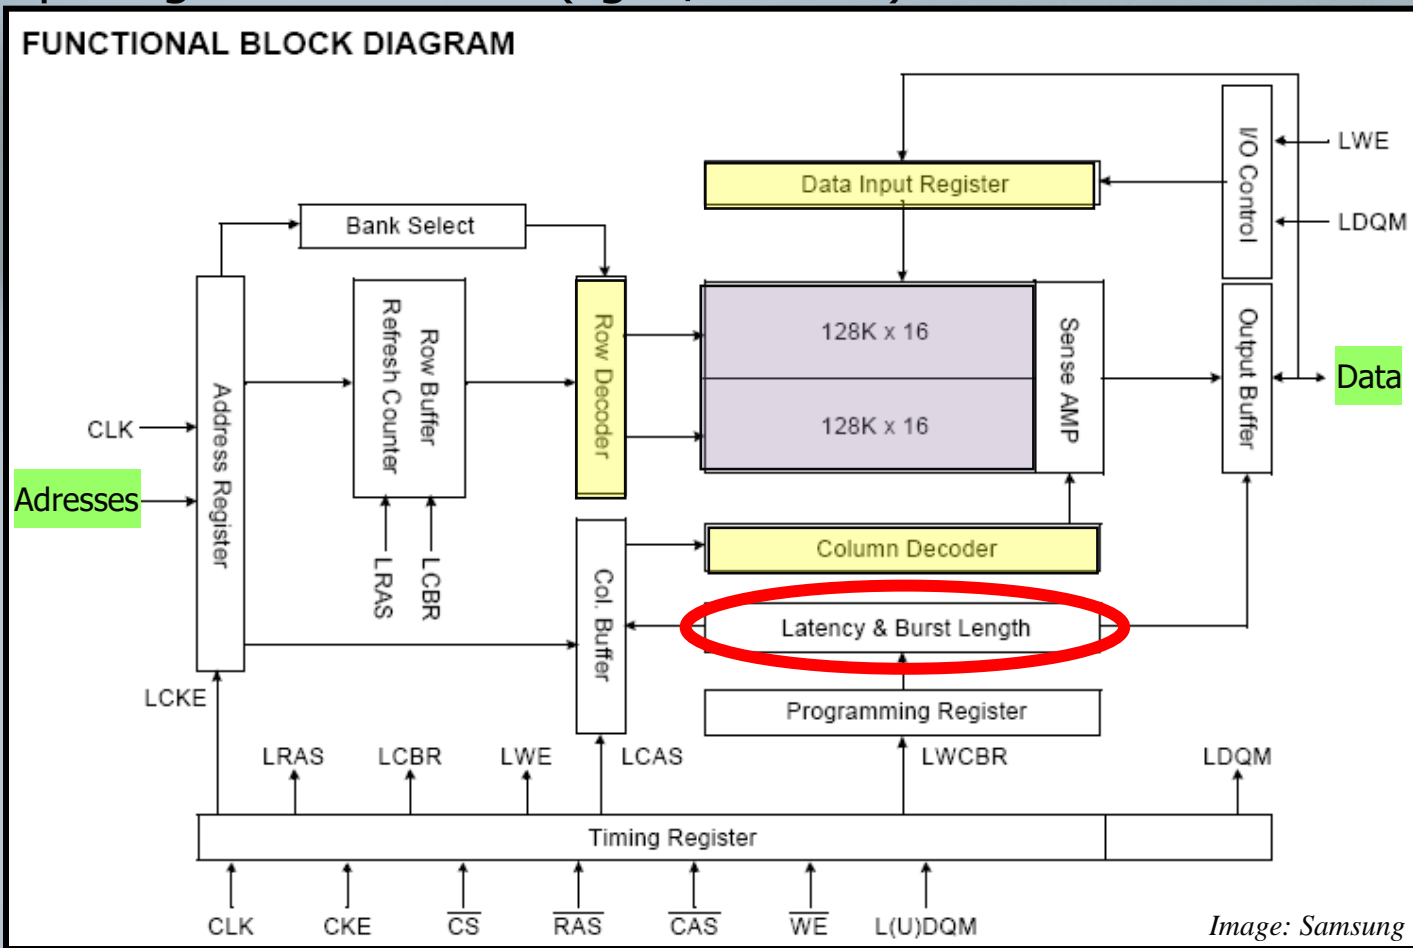 FUNCTIONAL BLOCK DIAGRAM
I/O Control
LWE
LDQM
Data Input Register
Bank Select
Address Register
Refresh Counter
Row Buffer
Row Decoder
128K x 16
128K x 16
Sense AMP
Output Buffer
Data
CLK
Adresses
LRAS
LCBR
Col. Buffer
Column Decoder
Latency & Burst Length
Programming Register
LCKE
LRAS
LCBR
LWE
LCAS
LWCBR
LDQM
Timing Register
CLK
CKE
CS
RAS
CAS
WE
L(U)DQM
Image: Samsung